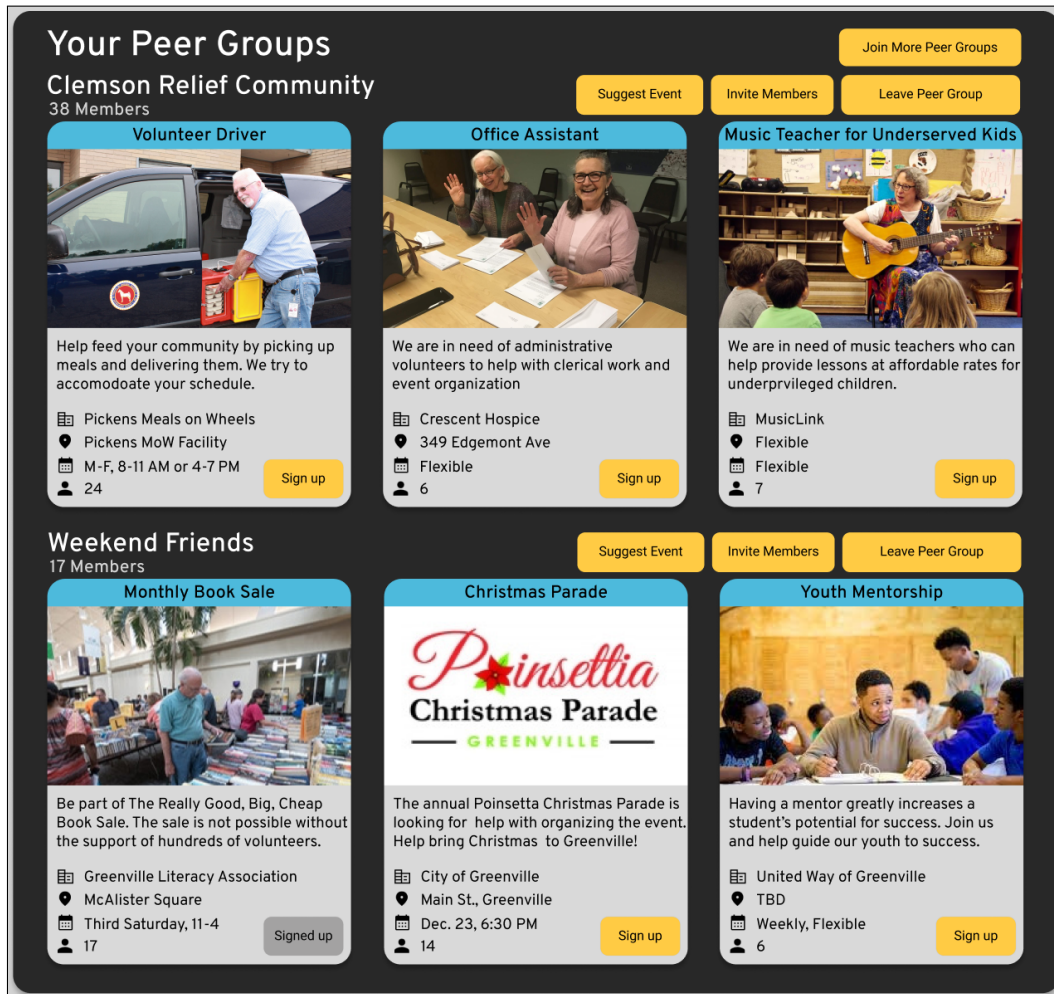 Your Peer Groups
Join More Peer Groups
Clemson Relief Community
38 Members
Suggest Event
Invite Members
Leave Peer Group
Volunteer Driver
Help feed your community by picking up
meals and delivering them. We try to
accomodoate your schedule.
Pickens Meals on Wheels
Pickens MoW Facility
M-F, 8-11 AM or 4-7 PM
24
Sign up
Office Assistant
We are in need of administrative
volunteers to help with clerical work and
event organization
Crescent Hospice
349 Edgemont Ave
Flexible
6
Sign up
Music Teacher for Underserved Kids
We are in need of music teachers who can
help provide lessons at affordable rates for
underprvileged children.
MusicLink
Flexible
Flexible
7
Sign up
Weekend Friends
17 Members
Suggest Event
Invite Members
Leave Peer Group
Monthly Book Sale
Be part of The Really Good, Big, Cheap
Book Sale. The sale is not possible without
the support of hundreds of volunteers.
Greenville Literacy Association
McAlister Square
Third Saturday, 11-4
17
Signed up
Christmas Parade
Poinsettia
Christmas Parade
GREENVILLE
The annual Poinsetta Christmas Parade is
looking for  help with organizing the event.
Help bring Christmas  to Greenville!
City of Greenville
Main St., Greenville
Dec. 23, 6:30 PM
14
Sign up
Youth Mentorship
Having a mentor greatly increases a
student's potential for success. Join us
and help guide our youth to success.
United Way of Greenville
TBD
Weekly, Flexible
6
Sign up